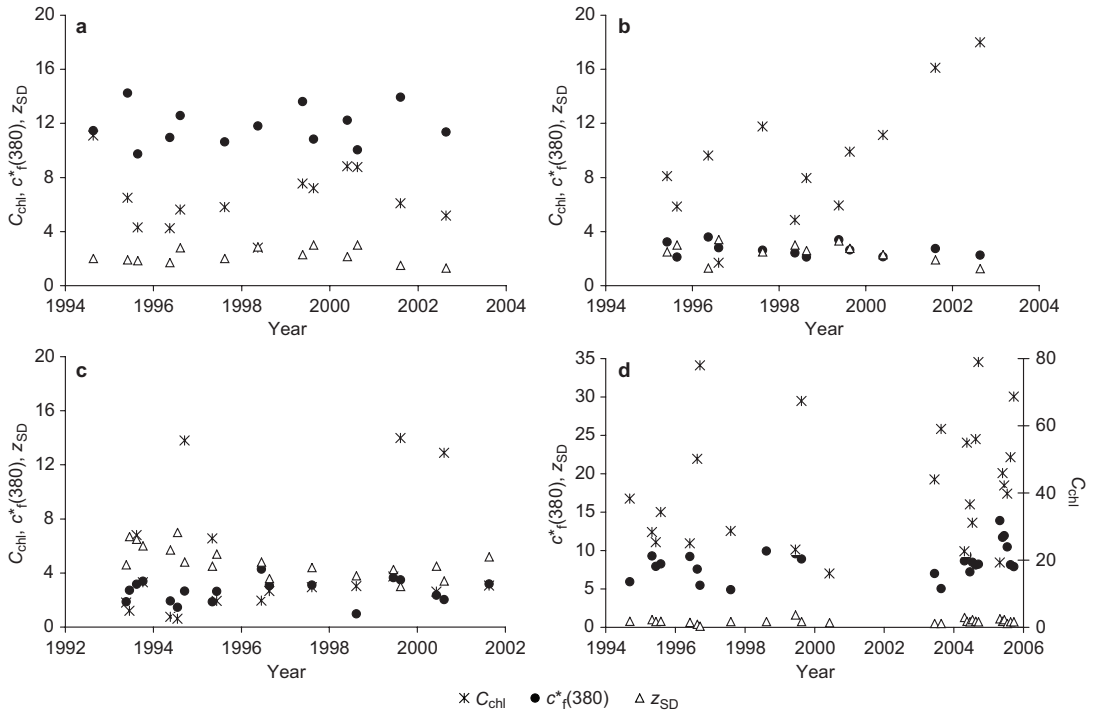 a
20
16
12
8
4
0
C_chl, c*_f(380), z_SD
1994 1996 1998 2000 2002 2004
Year
b
20
16
12
8
4
0
C_chl, c*_f(380), z_SD
1994 1996 1998 2000 2002 2004
Year
c
20
16
12
8
4
0
C_chl, c*_f(380), z_SD
1992 1994 1996 1998 2000 2002
Year
d
35
30
25
20
15
10
5
0
c*_f(380), z_SD
80
60
40
20
0
C_chl
1994 1996 1998 2000 2002 2004 2006
Year
C_chl c*_f(380) z_SD